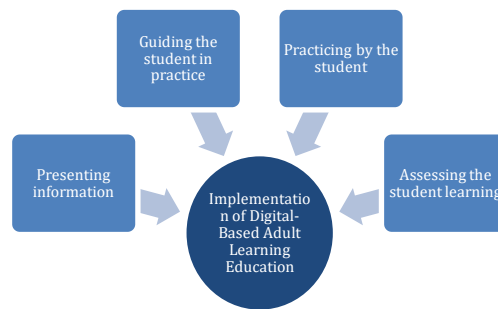 Guiding the
student in
practice
Practicing by the
student
Presenting
information
Assessing the
student learning
Implementatio
n of Digital-
Based Adult
Learning
Education